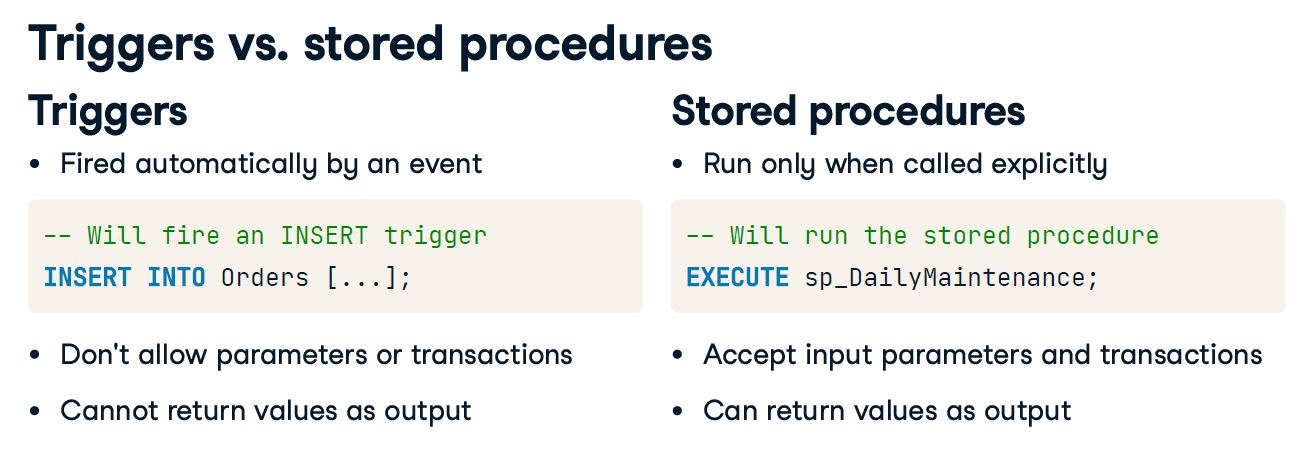 Triggers vs. stored procedures
Triggers
• Fired automatically by an event
-- Will fire an INSERT trigger
INSERT INTO Orders [...];
• Don't allow parameters or transactions
• Cannot return values as output
Stored procedures
• Run only when called explicitly
-- Will run the stored procedure
EXECUTE sp_DailyMaintenance;
• Accept input parameters and transactions
• Can return values as output